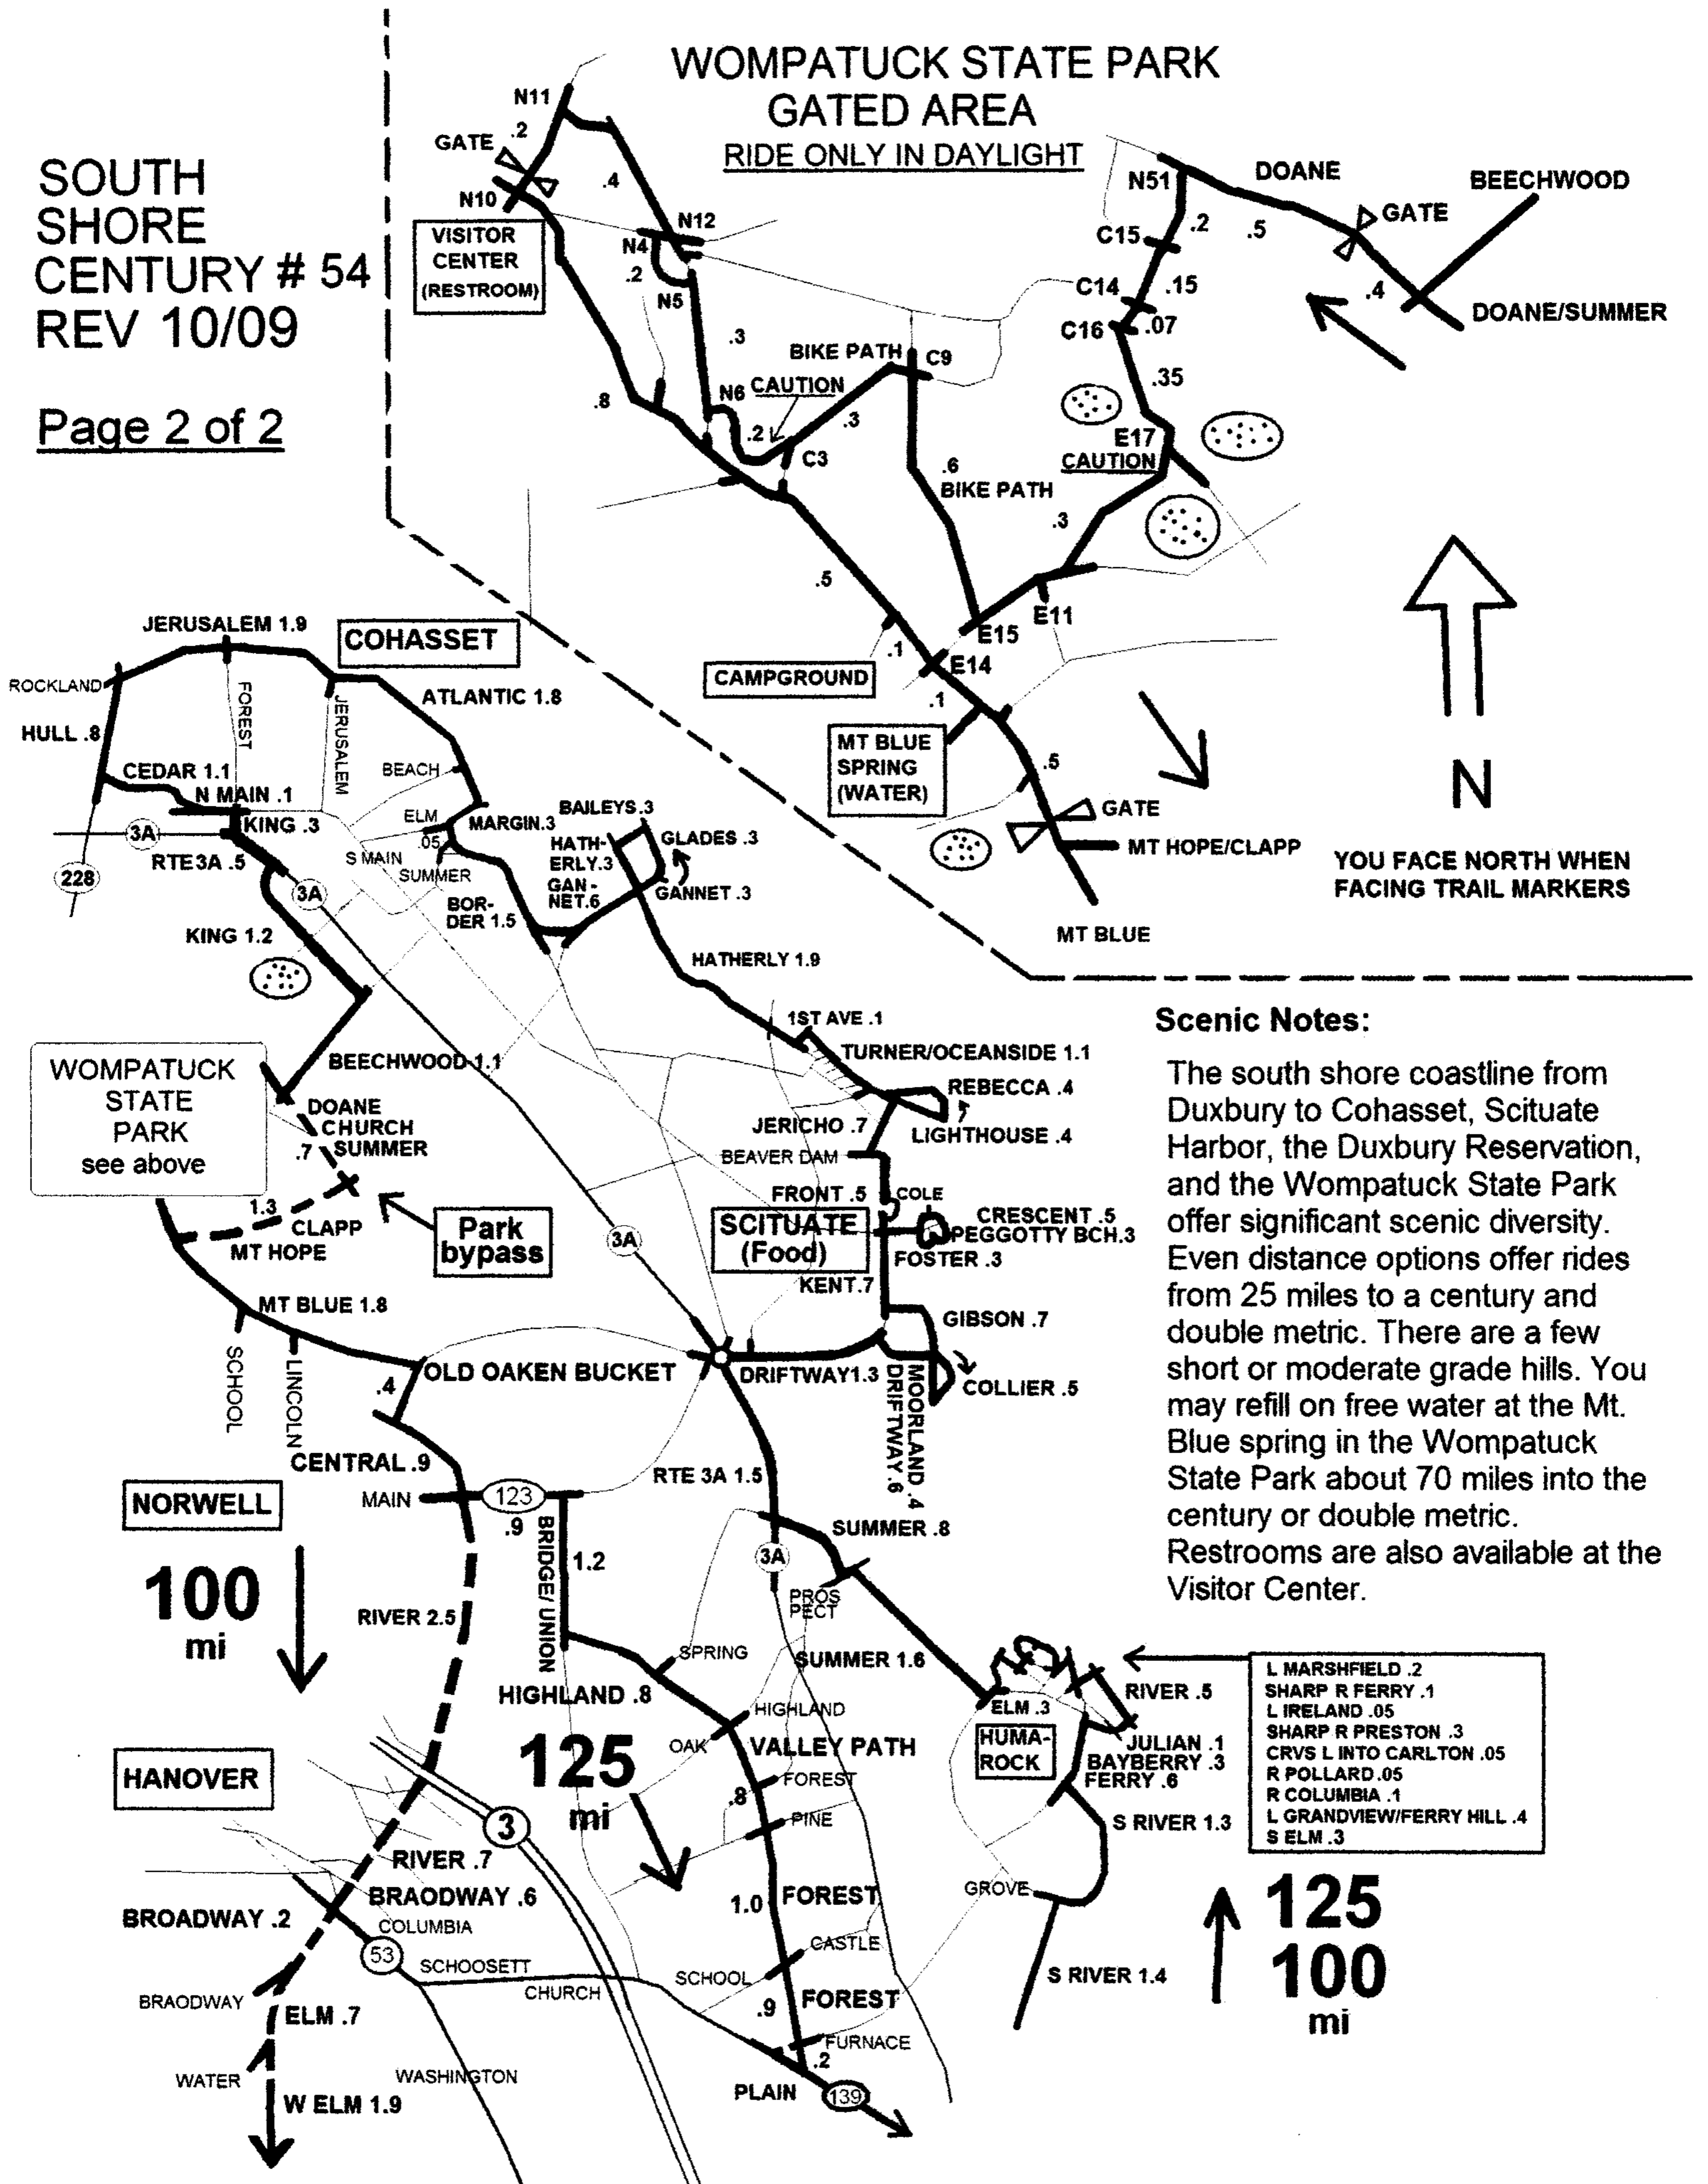 SOUTH
SHORE
CENTURY # 54
REV 10/09
Page 2 of 2
WOMPATUCK STATE PARK
GATED AREA
RIDE ONLY IN DAYLIGHT
N11
.2
GATE
N10
.4
VISITOR
CENTER
(RESTROOM)
N12
N4
.2
N5
.3
N6
CAUTION
BIKE PATH
C9
.8
.2
.3
C3
.6
BIKE PATH
.5
N51
DOANE
BEECHWOOD
GATE
C15
.2
.5
C14
.15
.4
DOANE/SUMMER
C16
.07
.35
E17
CAUTION
.3
E11
E15
E14
.1
CAMPGROUND
.1
MT BLUE
SPRING
(WATER)
.5
GATE
MT HOPE/CLAPP
MT BLUE
N
YOU FACE NORTH WHEN
FACING TRAIL MARKERS
JERUSALEM 1.9
COHASSET
ROCKLAND
FOREST
JERUSALEM
ATLANTIC 1.8
HULL .8
CEDAR 1.1
BEACH
N MAIN .1
KING .3
ELM
.05
MARGIN.3
BAILEYS.3
HATH-
ERLY.3
GLADES .3
3A
RTE3A .5
S MAIN
SUMMER
GAN-
NET.6
GANNET .3
228
3A
BOR-
DER 1.5
KING 1.2
HATHERLY 1.9
1ST AVE .1
BEECHWOOD 1.1
TURNER/OCEANSIDE 1.1
WOMPATUCK
STATE
PARK
see above
DOANE
CHURCH
SUMMER
.7
REBECCA .4
JERICHO .7
LIGHTHOUSE .4
BEAVER DAM
1.3
CLAPP
MT HOPE
Park
bypass
FRONT .5
COLE
SCITUATE
(Food)
CRESCENT .5
PEGGOTTY BCH.3
3A
FOSTER .3
KENT.7
MT BLUE 1.8
GIBSON .7
SCHOOL
LINCOLN
.4
OLD OAKEN BUCKET
DRIFTWAY1.3
MOORLAND .4
DRIFTWAY.6
COLLIER .5
CENTRAL .9
RTE 3A 1.5
NORWELL
MAIN
123
.9
BRIDGE/ UNION
1.2
SUMMER .8
3A
PROS
PECT
100
mi
RIVER 2.5
SPRING
SUMMER 1.6
HIGHLAND .8
HIGHLAND
OAK
VALLEY PATH
ELM .3
HUMA-
ROCK
RIVER .5
JULIAN .1
BAYBERRY .3
FERRY .6
HANOVER
125
mi
FOREST
.8
PINE
3
S RIVER 1.3
RIVER .7
BRAODWAY .6
BROADWAY .2
COLUMBIA
1.0
FOREST
GROVE
53
SCHOOSETT
CHURCH
CASTLE
SCHOOL
S RIVER 1.4
BRAODWAY
ELM .7
.9
FOREST
FURNACE
.2
WATER
WASHINGTON
PLAIN
139
W ELM 1.9
Scenic Notes:
The south shore coastline from
Duxbury to Cohasset, Scituate
Harbor, the Duxbury Reservation,
and the Wompatuck State Park
offer significant scenic diversity.
Even distance options offer rides
from 25 miles to a century and
double metric. There are a few
short or moderate grade hills. You
may refill on free water at the Mt.
Blue spring in the Wompatuck
State Park about 70 miles into the
century or double metric.
Restrooms are also available at the
Visitor Center.
L MARSHFIELD .2
SHARP R FERRY .1
L IRELAND .05
SHARP R PRESTON .3
CRVS L INTO CARLTON .05
R POLLARD.05
R COLUMBIA .1
L GRANDVIEW/FERRY HILL .4
S ELM .3
125
100
mi